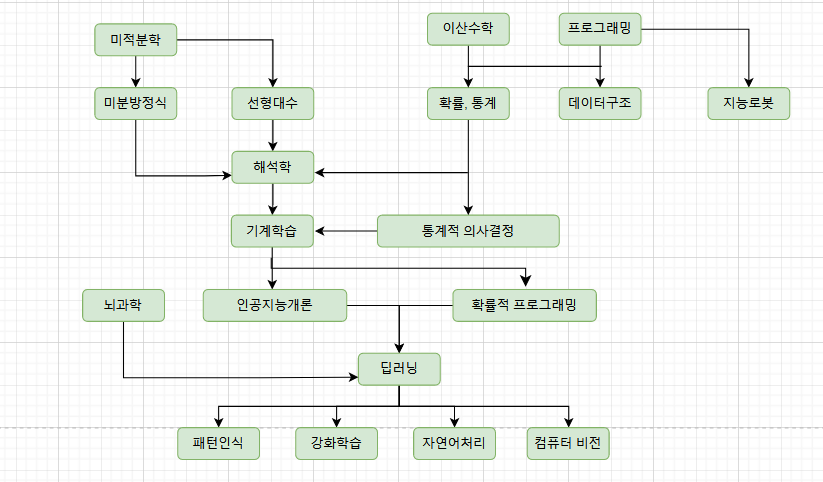 미적분학
이산수학
프로그래밍
미분방정식
선형대수
확률, 통계
데이터구조
지능로봇
해석학
기계학습
통계적 의사결정
뇌과학
인공지능개론
확률적 프로그래밍
딥러닝
패턴인식
강화학습
자연어처리
컴퓨터 비전